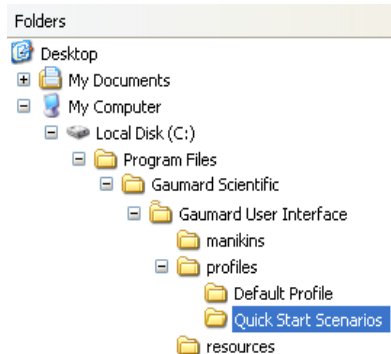 Folders
Desktop
My Documents
My Computer
Local Disk (C:)
Program Files
Gaumard Scientific
Gaumard User Interface
manikins
profiles
Default Profile
Quick Start Scenarios
resources